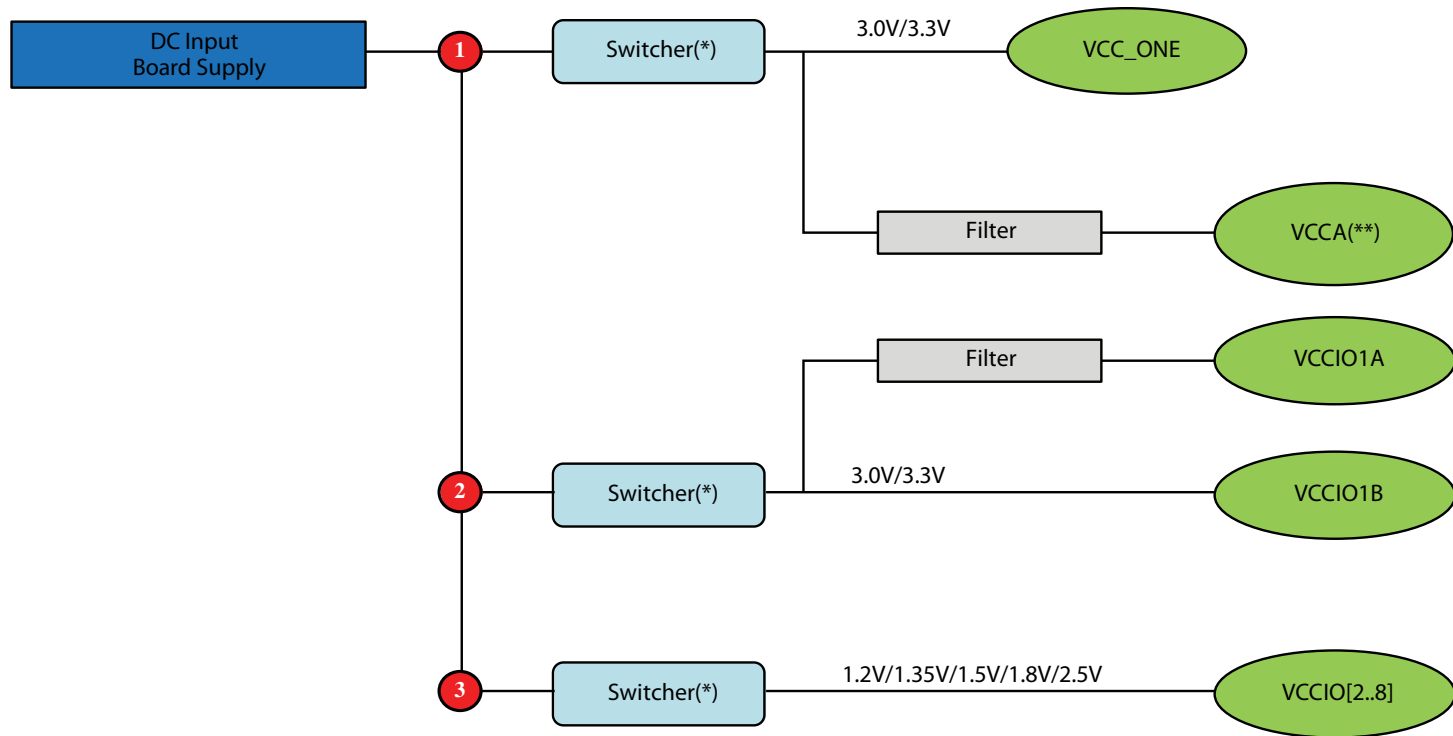 DC Input
Board Supply
1
Switcher(*)
3.0V/3.3V
VCC_ONE
Filter
VCCA(**)
Filter
VCCIO1A
2
Switcher(*)
3.0V/3.3V
VCCIO1B
3
Switcher(*)
1.2V/1.35V/1.5V/1.8V/2.5V
VCCIO[2..8]